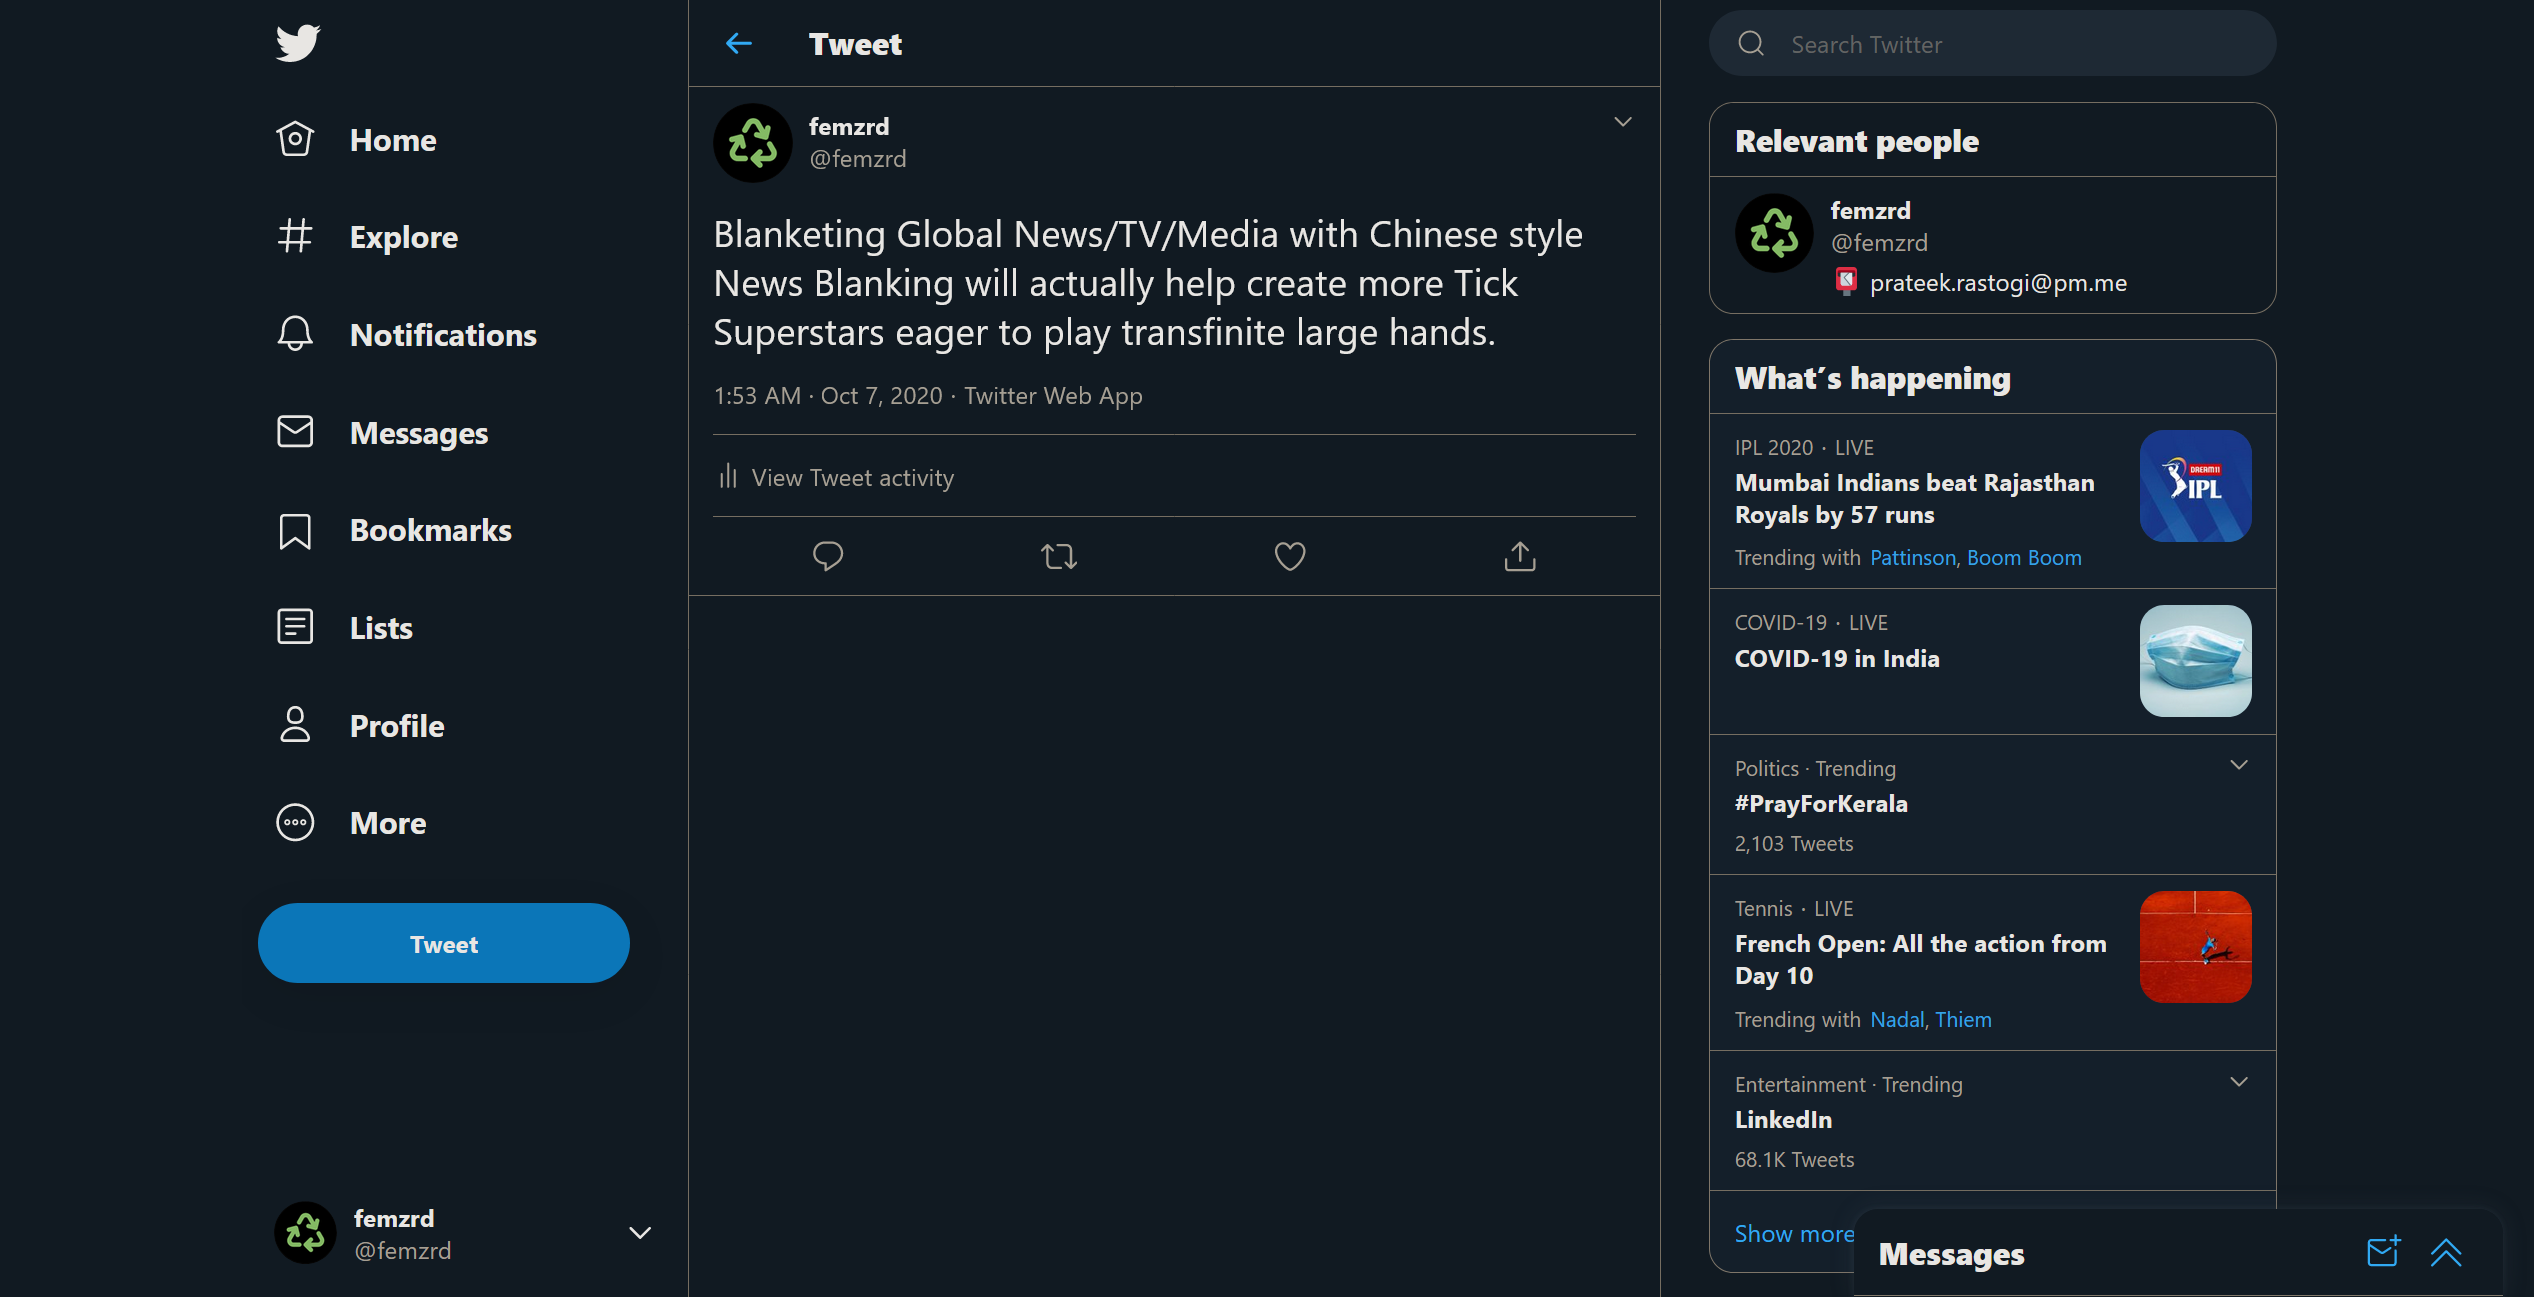 Home
Explore
Notifications
Messages
Bookmarks
Lists
Profile
More
Tweet
femzrd
@femzrd
Tweet
femzrd
@femzrd
Blanketing Global News/TV/Media with Chinese style
News Blanking will actually help create more Tick
Superstars eager to play transfinite large hands.
1:53 AM · Oct 7, 2020 · Twitter Web App
View Tweet activity
Search Twitter
Relevant people
femzrd
@femzrd
prateek.rastogi@pm.me
What's happening
IPL 2020 · LIVE
Mumbai Indians beat Rajasthan
Royals by 57 runs
Trending with Pattinson, Boom Boom
DREAM11
IPL
COVID-19 · LIVE
COVID-19 in India
Politics · Trending
#PrayForKerala
2,103 Tweets
Tennis · LIVE
French Open: All the action from
Day 10
Trending with Nadal, Thiem
Entertainment · Trending
LinkedIn
68.1K Tweets
Show more
Messages